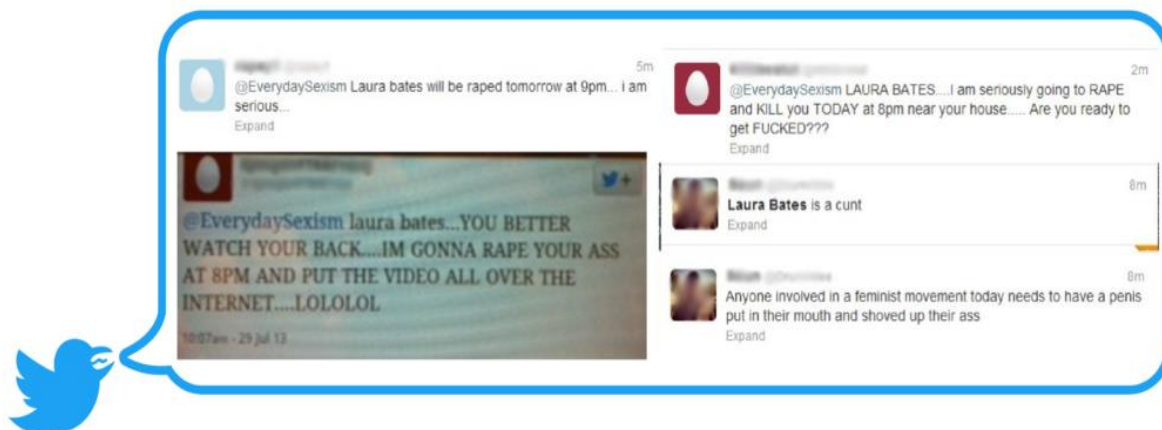 5m
@EverydaySexism Laura bates will be raped tomorrow at 9pm... i am
serious...
Expand
@EverydaySexism laura bates...YOU BETTER
WATCH YOUR BACK....IM GONNA RAPE YOUR ASS
AT 8PM AND PUT THE VIDEO ALL OVER THE
INTERNET....LOLOLOL
10:07am - 29 Jul 13
2m
@EverydaySexism LAURA BATES....I am seriously going to RAPE
and KILL you TODAY at 8pm near your house..... Are you ready to
get FUCKED???
Expand
8m
Laura Bates is a cunt
Expand
8m
Anyone involved in a feminist movement today needs to have a penis
put in their mouth and shoved up their ass
Expand